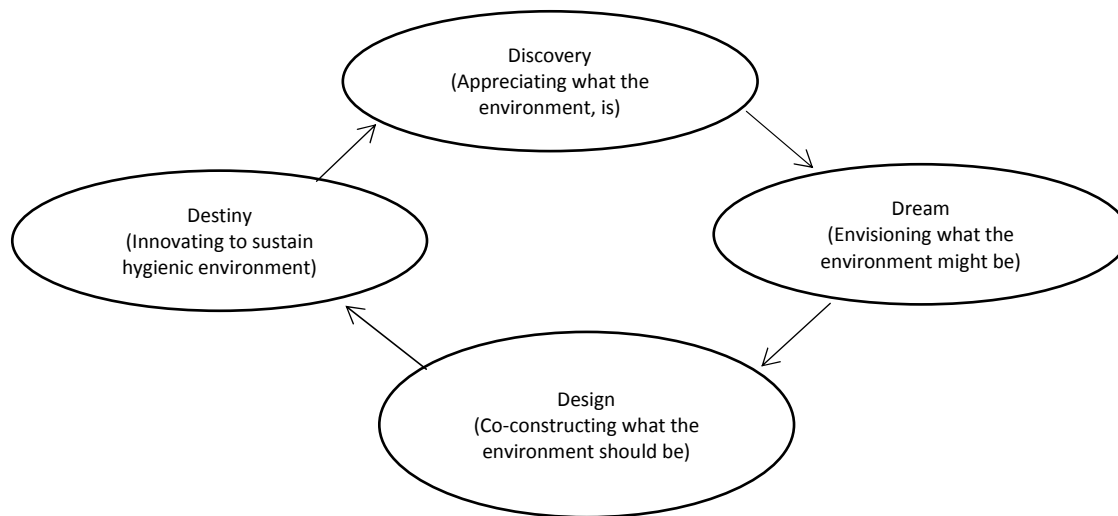 Discovery
(Appreciating what the
environment, is)
Dream
(Envisioning what the
environment might be)
Design
(Co-constructing what the
environment should be)
Destiny
(Innovating to sustain
hygienic environment)